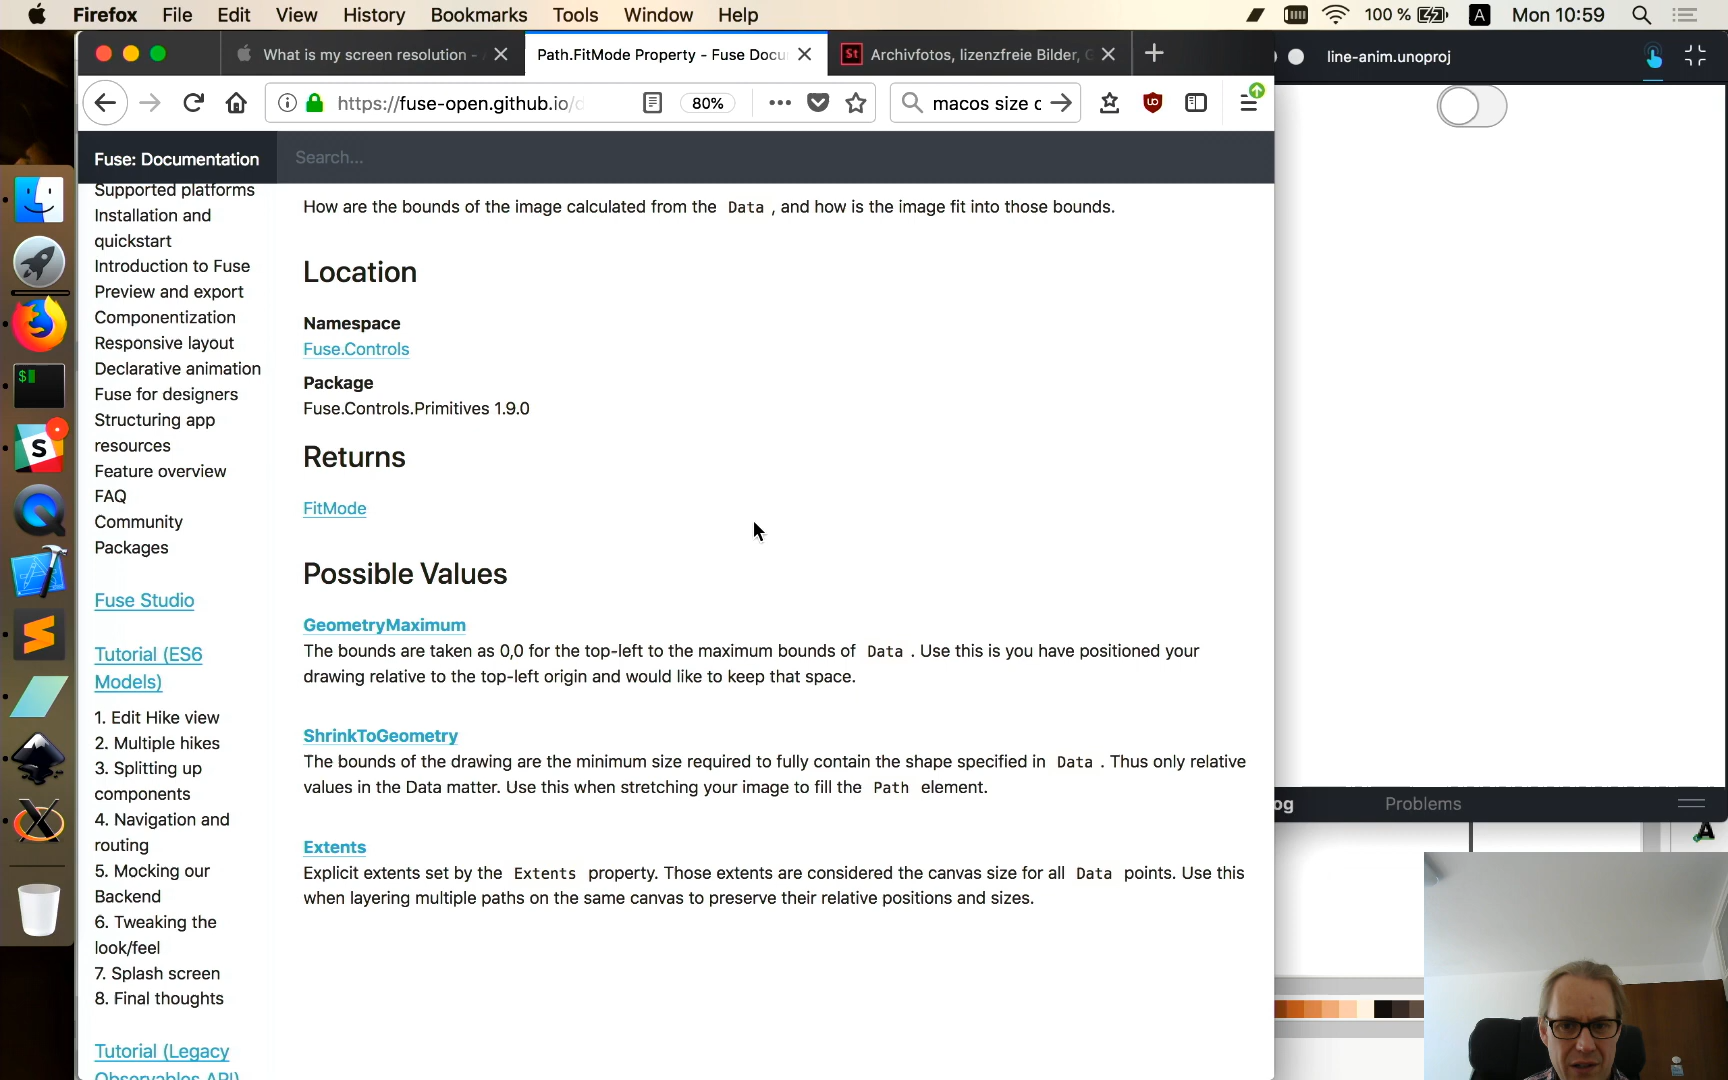 Firefox File Edit View History Bookmarks Tools Window Help 100 % A Mon 10:59
What is my screen resolution -
Path.FitMode Property - Fuse Docu
St Archivfotos, lizenzfreie Bilder, G
line-anim.unoproj
https://fuse-open.github.io/d
80%
macos size c
Fuse: Documentation
Search...
Supported platforms
Installation and
quickstart
Introduction to Fuse
Preview and export
Componentization
Responsive layout
Declarative animation
Fuse for designers
Structuring app
resources
Feature overview
FAQ
Community
Packages
Fuse Studio
Tutorial (ES6
Models)
1. Edit Hike view
2. Multiple hikes
3. Splitting up
components
4. Navigation and
routing
5. Mocking our
Backend
6. Tweaking the
look/feel
7. Splash screen
8. Final thoughts
Tutorial (Legacy
Observables API)
How are the bounds of the image calculated from the Data , and how is the image fit into those bounds.
Location
Namespace
Fuse.Controls
Package
Fuse.Controls.Primitives 1.9.0
Returns
FitMode
Possible Values
GeometryMaximum
The bounds are taken as 0,0 for the top-left to the maximum bounds of Data . Use this is you have positioned your
drawing relative to the top-left origin and would like to keep that space.
ShrinkToGeometry
The bounds of the drawing are the minimum size required to fully contain the shape specified in Data . Thus only relative
values in the Data matter. Use this when stretching your image to fill the Path element.
Extents
Explicit extents set by the Extents property. Those extents are considered the canvas size for all Data points. Use this
when layering multiple paths on the same canvas to preserve their relative positions and sizes.
og Problems
$
S
A